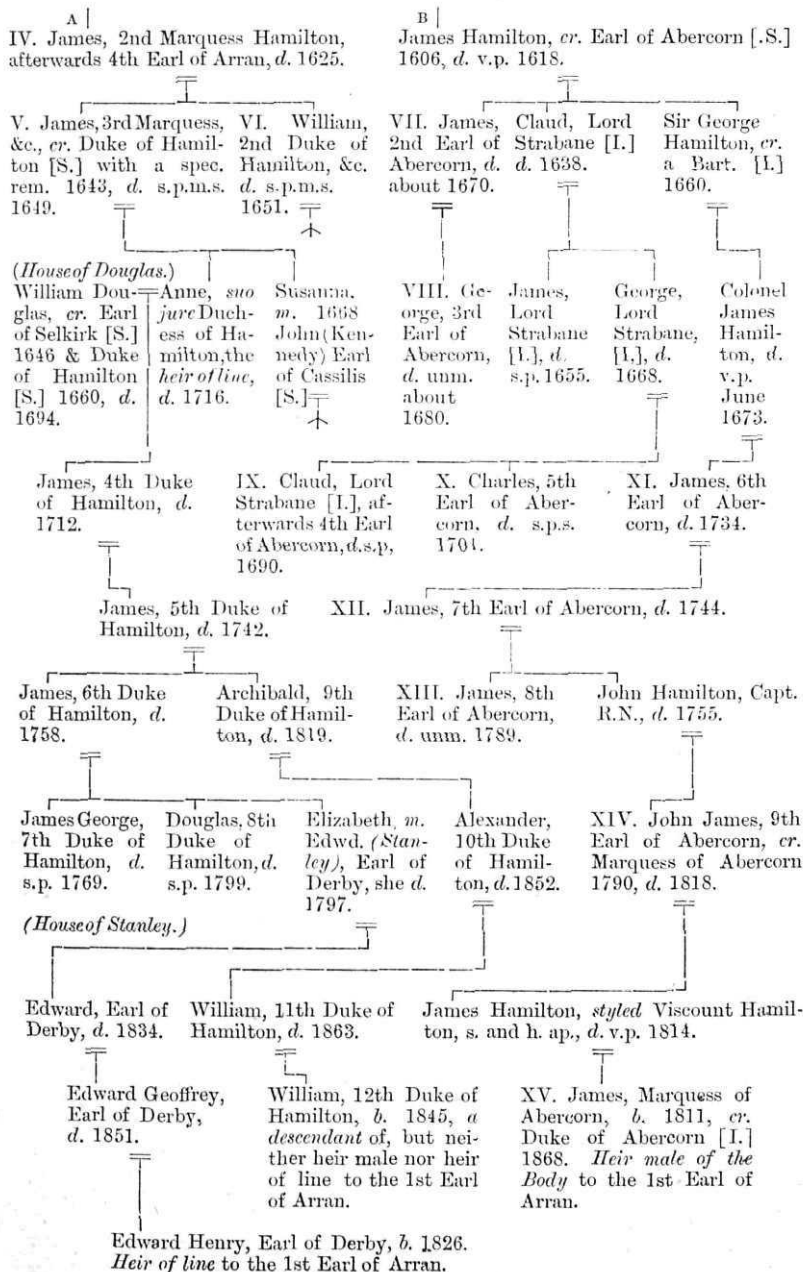 A
IV. James, 2nd Marquess Hamilton,
afterwards 4th Earl of Arran, d. 1625.
B
James Hamilton, cr. Earl of Abercorn [.S.]
1606, d. v.p. 1618.
V. James, 3rd Marquess,
&c., cr. Duke of Hamil-
ton [S.] with a spec.
rem. 1643, d. s.p.m.s.
1649.
VI. William,
2nd Duke of
Hamilton, &c.
d. s.p.m.s.
1651.
VII. James,
2nd Earl of
Abercorn, d.
about 1670.
Claud, Lord
Strabane [I.]
d. 1638.
Sir George
Hamilton, cr.
a Bart. [I.]
1660.
(House of Douglas.)
William Dou-
glas, cr. Earl
of Selkirk [S.]
1646 & Duke
of Hamilton
[S.] 1660, d.
1694.
Anne, suo
jure Duch-
ess of Ha-
milton, the
heir of line,
d. 1716.
Susanna.
m. 1668
John (Ken-
nedy) Earl
of Cassilis
[S.]
VIII. Ge-
orge, 3rd
Earl of
Abercorn,
d. unm.
about
1680.
James,
Lord
Strabane
[I.], d.
s.p. 1655.
George,
Lord
Strabane,
[I.], d.
1668.
Colonel
James
Hamil-
ton, d.
v.p.
June
1673.
James, 4th Duke
of Hamilton, d.
1712.
IX. Claud, Lord
Strabane [I.], af-
terwards 4th Earl
of Abercorn, d.s.p,
1690.
X. Charles, 5th
Earl of Aber-
corn, d. s.p.s.
1701.
XI. James, 6th
Earl of Aber-
corn, d. 1734.
James, 5th Duke of
Hamilton, d. 1742.
XII. James, 7th Earl of Abercorn, d. 1744.
James, 6th Duke
of Hamilton, d.
1758.
Archibald, 9th
Duke of Hamil-
ton, d. 1819.
XIII. James, 8th
Earl of Abercorn,
d. unm. 1789.
John Hamilton, Capt.
R.N., d. 1755.
James George,
7th Duke of
Hamilton, d.
s.p. 1769.
Douglas, 8th
Duke of
Hamilton, d.
s.p. 1799.
Elizabeth, m.
Edwd. (Stan-
ley), Earl of
Derby, she d.
1797.
Alexander,
10th Duke
of Hamil-
ton, d. 1852.
XIV. John James, 9th
Earl of Abercorn, cr.
Marquess of Abercorn
1790, d. 1818.
(House of Stanley.)
Edward, Earl of
Derby, d. 1834.
William, 11th Duke of
Hamilton, d. 1863.
James Hamilton, styled Viscount Hamil-
ton, s. and h. ap., d. v.p. 1814.
Edward Geoffrey,
Earl of Derby,
d. 1851.
William, 12th Duke of
Hamilton, b. 1845, a
descendant of, but nei-
ther heir male nor heir
of line to the 1st Earl
of Arran.
XV. James, Marquess of
Abercorn, b. 1811, cr.
Duke of Abercorn [I.]
1868. Heir male of the
Body to the 1st Earl of
Arran.
Edward Henry, Earl of Derby, b. 1826.
Heir of line to the 1st Earl of Arran.